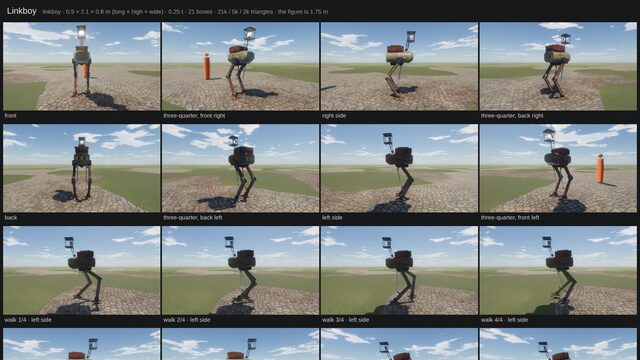 Linkboy - linkboy · 0.9 × 2.1 × 0.8 m (long × high × wide) · 0.25 t · 21 bones · 21k / 5k / 2k triangles · the figure is 1.75 m
front
three-quarter, front right
right side
three-quarter, back right
back
three-quarter, back left
left side
three-quarter, front left
walk 1/4 · left side
walk 2/4 · left side
walk 3/4 · left side
walk 4/4 · left side